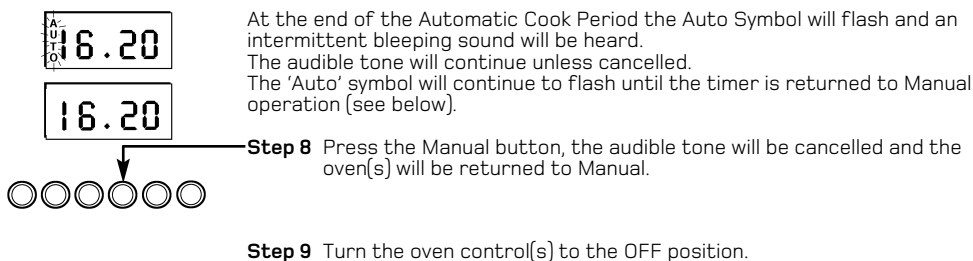 AUTO
16.20
At the end of the Automatic Cook Period the Auto Symbol will flash and an
intermittent bleeping sound will be heard.
The audible tone will continue unless cancelled.
The ‘Auto’ symbol will continue to flash until the timer is returned to Manual
operation (see below).
16.20
Step 8 Press the Manual button, the audible tone will be cancelled and the
oven(s) will be returned to Manual.
Step 9 Turn the oven control(s) to the OFF position.